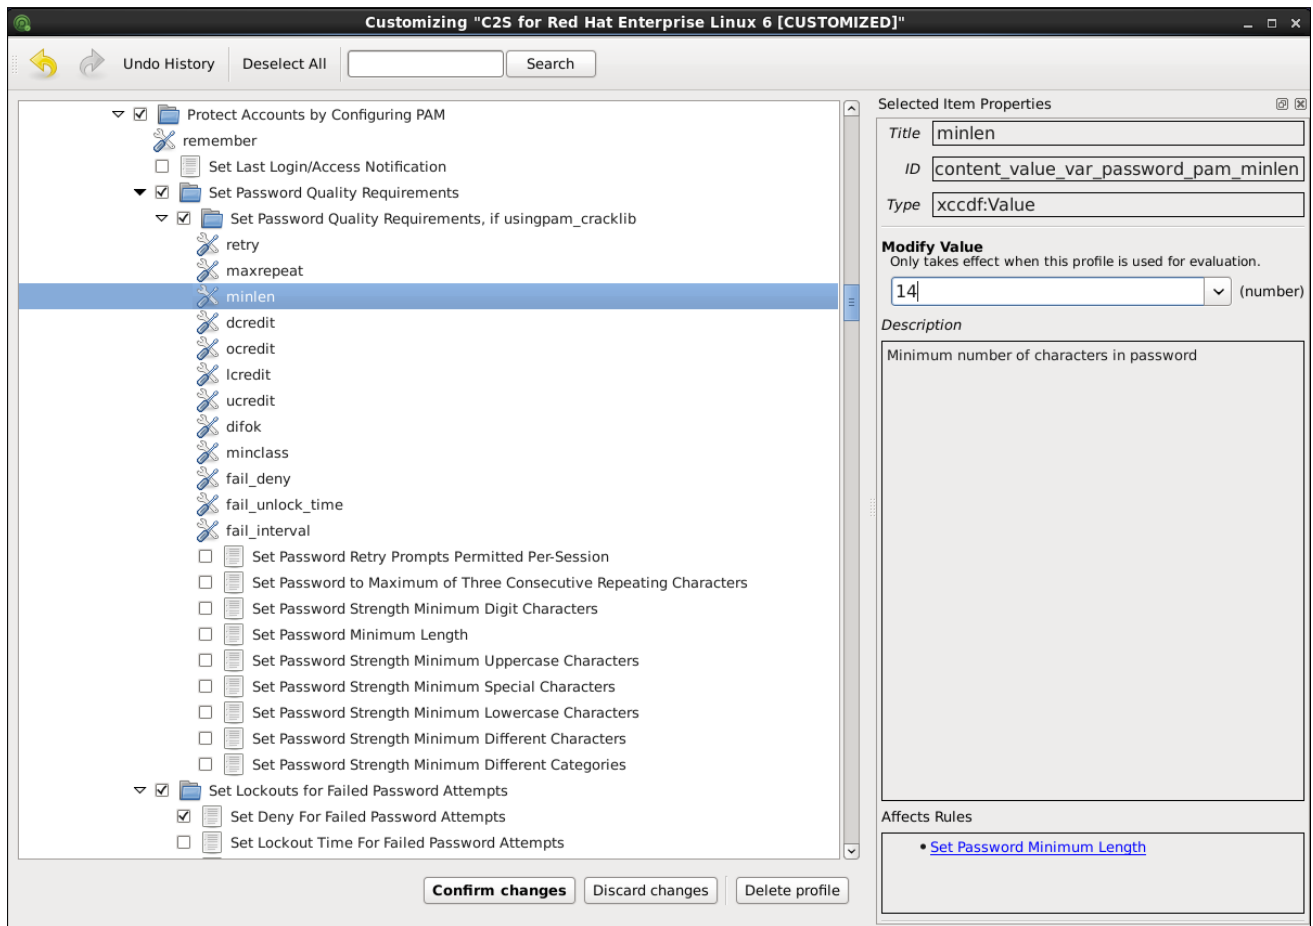 Customizing "C2S for Red Hat Enterprise Linux 6 [CUSTOMIZED]"
Undo History Deselect All Search
Protect Accounts by Configuring PAM
remember
Set Last Login/Access Notification
Set Password Quality Requirements
Set Password Quality Requirements, if usingpam_cracklib
retry
maxrepeat
minlen
dcredit
ocredit
lcredit
ucredit
difok
minclass
fail_deny
fail_unlock_time
fail_interval
Set Password Retry Prompts Permitted Per-Session
Set Password to Maximum of Three Consecutive Repeating Characters
Set Password Strength Minimum Digit Characters
Set Password Minimum Length
Set Password Strength Minimum Uppercase Characters
Set Password Strength Minimum Special Characters
Set Password Strength Minimum Lowercase Characters
Set Password Strength Minimum Different Characters
Set Password Strength Minimum Different Categories
Set Lockouts for Failed Password Attempts
Set Deny For Failed Password Attempts
Set Lockout Time For Failed Password Attempts
Confirm changes Discard changes Delete profile
Selected Item Properties
Title minlen
ID content_value_var_password_pam_minlen
Type xccdf:Value
Modify Value
Only takes effect when this profile is used for evaluation.
14 (number)
Description
Minimum number of characters in password
Affects Rules
• Set Password Minimum Length